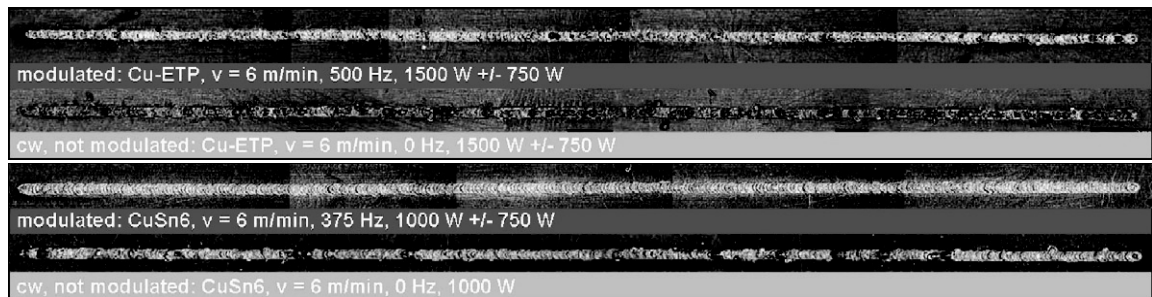 modulated: Cu-ETP, v = 6 m/min, 500 Hz, 1500 W +/- 750 W
cw, not modulated: Cu-ETP, v = 6 m/min, 0 Hz, 1500 W +/- 750 W
modulated: CuSn6, v = 6 m/min, 375 Hz, 1000 W +/- 750 W
cw, not modulated: CuSn6, v = 6 m/min, 0 Hz, 1000 W